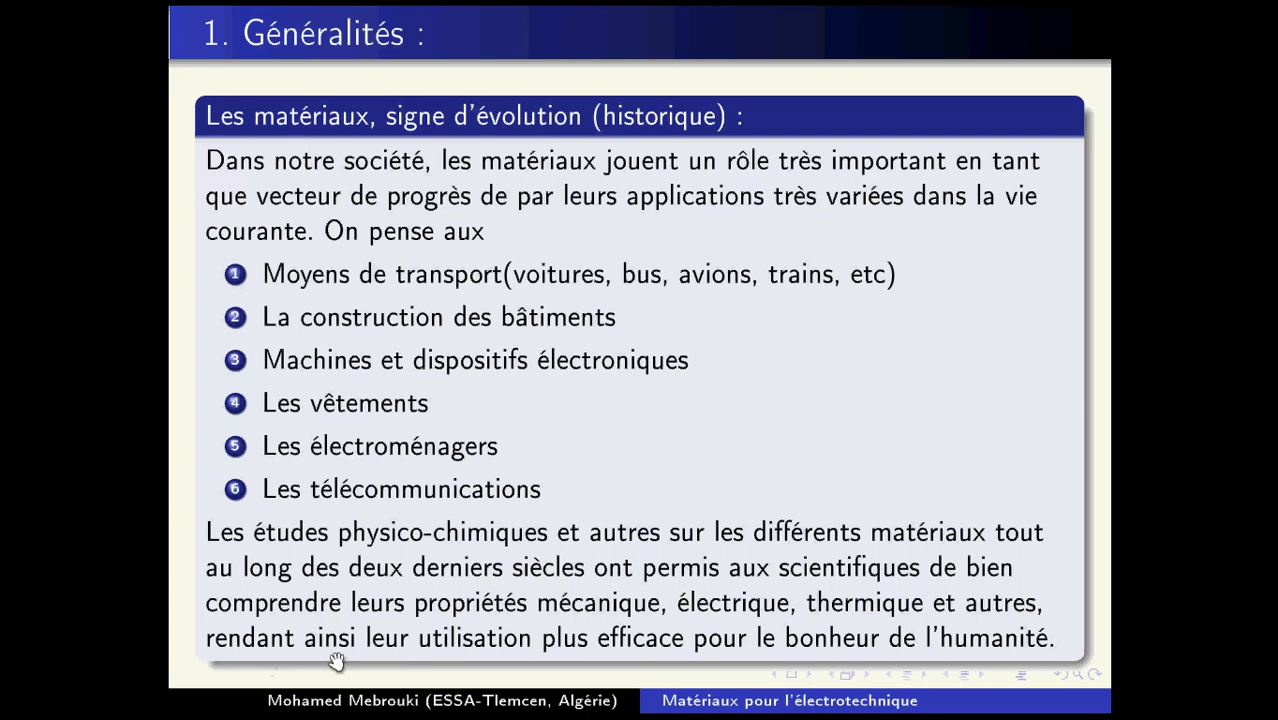 1. Généralités :
Les matériaux, signe d'évolution (historique) :
Dans notre société, les matériaux jouent un rôle très important en tant
que vecteur de progrès de par leurs applications très variées dans la vie
courante. On pense aux
1 Moyens de transport(voitures, bus, avions, trains, etc)
2 La construction des bâtiments
3 Machines et dispositifs électroniques
4 Les vêtements
5 Les électroménagers
6 Les télécommunications
Les études physico-chimiques et autres sur les différents matériaux tout
au long des deux derniers siècles ont permis aux scientifiques de bien
comprendre leurs propriétés mécanique, électrique, thermique et autres,
rendant ainsi leur utilisation plus efficace pour le bonheur de l'humanité.
Mohamed Mebrouki (ESSA-Tlemcen, Algérie) Matériaux pour l'électrotechnique